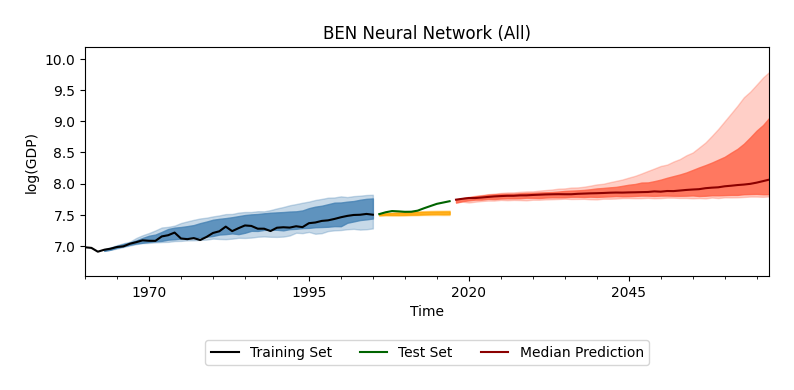 BEN Neural Network (All)
10.0
9.5
9.0
8.5
8.0
7.5
7.0
log(GDP)
1970 1995 2020 2045
Time
Training Set Test Set Median Prediction